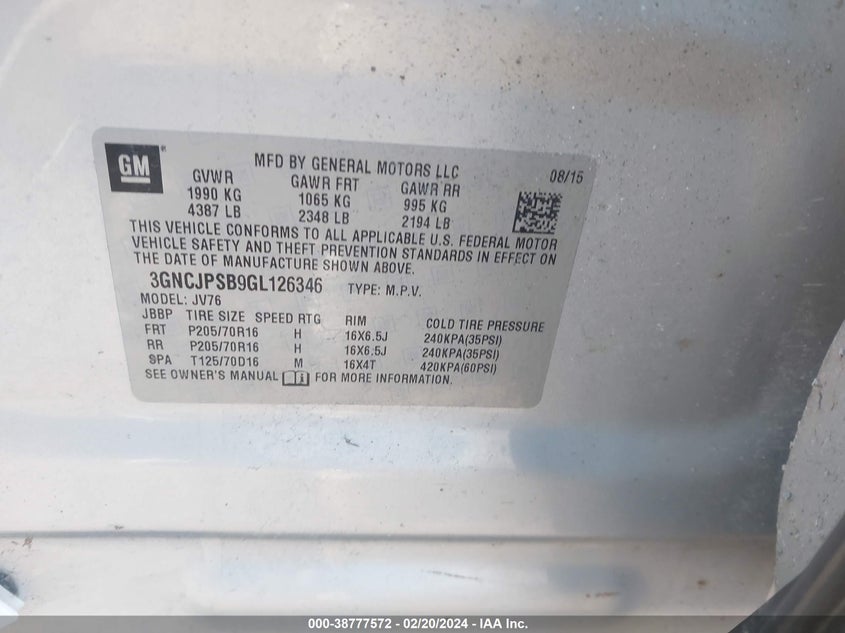 GM
MFD BY GENERAL MOTORS LLC
08/15
GVWR GAWR FRT GAWR RR
1990 KG 1065 KG 995 KG
4387 LB 2348 LB 2194 LB
THIS VEHICLE CONFORMS TO ALL APPLICABLE U.S. FEDERAL MOTOR
VEHICLE SAFETY AND THEFT PREVENTION STANDARDS IN EFFECT ON
THE DATE OF MANUFACTURE SHOWN ABOVE.
3GNCJPSB9GL126346 TYPE: M.P.V.
MODEL: JV76
JBBP TIRE SIZE SPEED RTG RIM COLD TIRE PRESSURE
FRT P205/70R16 H 16X6.5J 240KPA(35PSI)
RR P205/70R16 H 16X6.5J 240KPA(35PSI)
SPA T125/70D16 M 16X4T 420KPA(60PSI)
SEE OWNER'S MANUAL i FOR MORE INFORMATION.
000-38777572 — 02/20/2024 — IAA Inc.